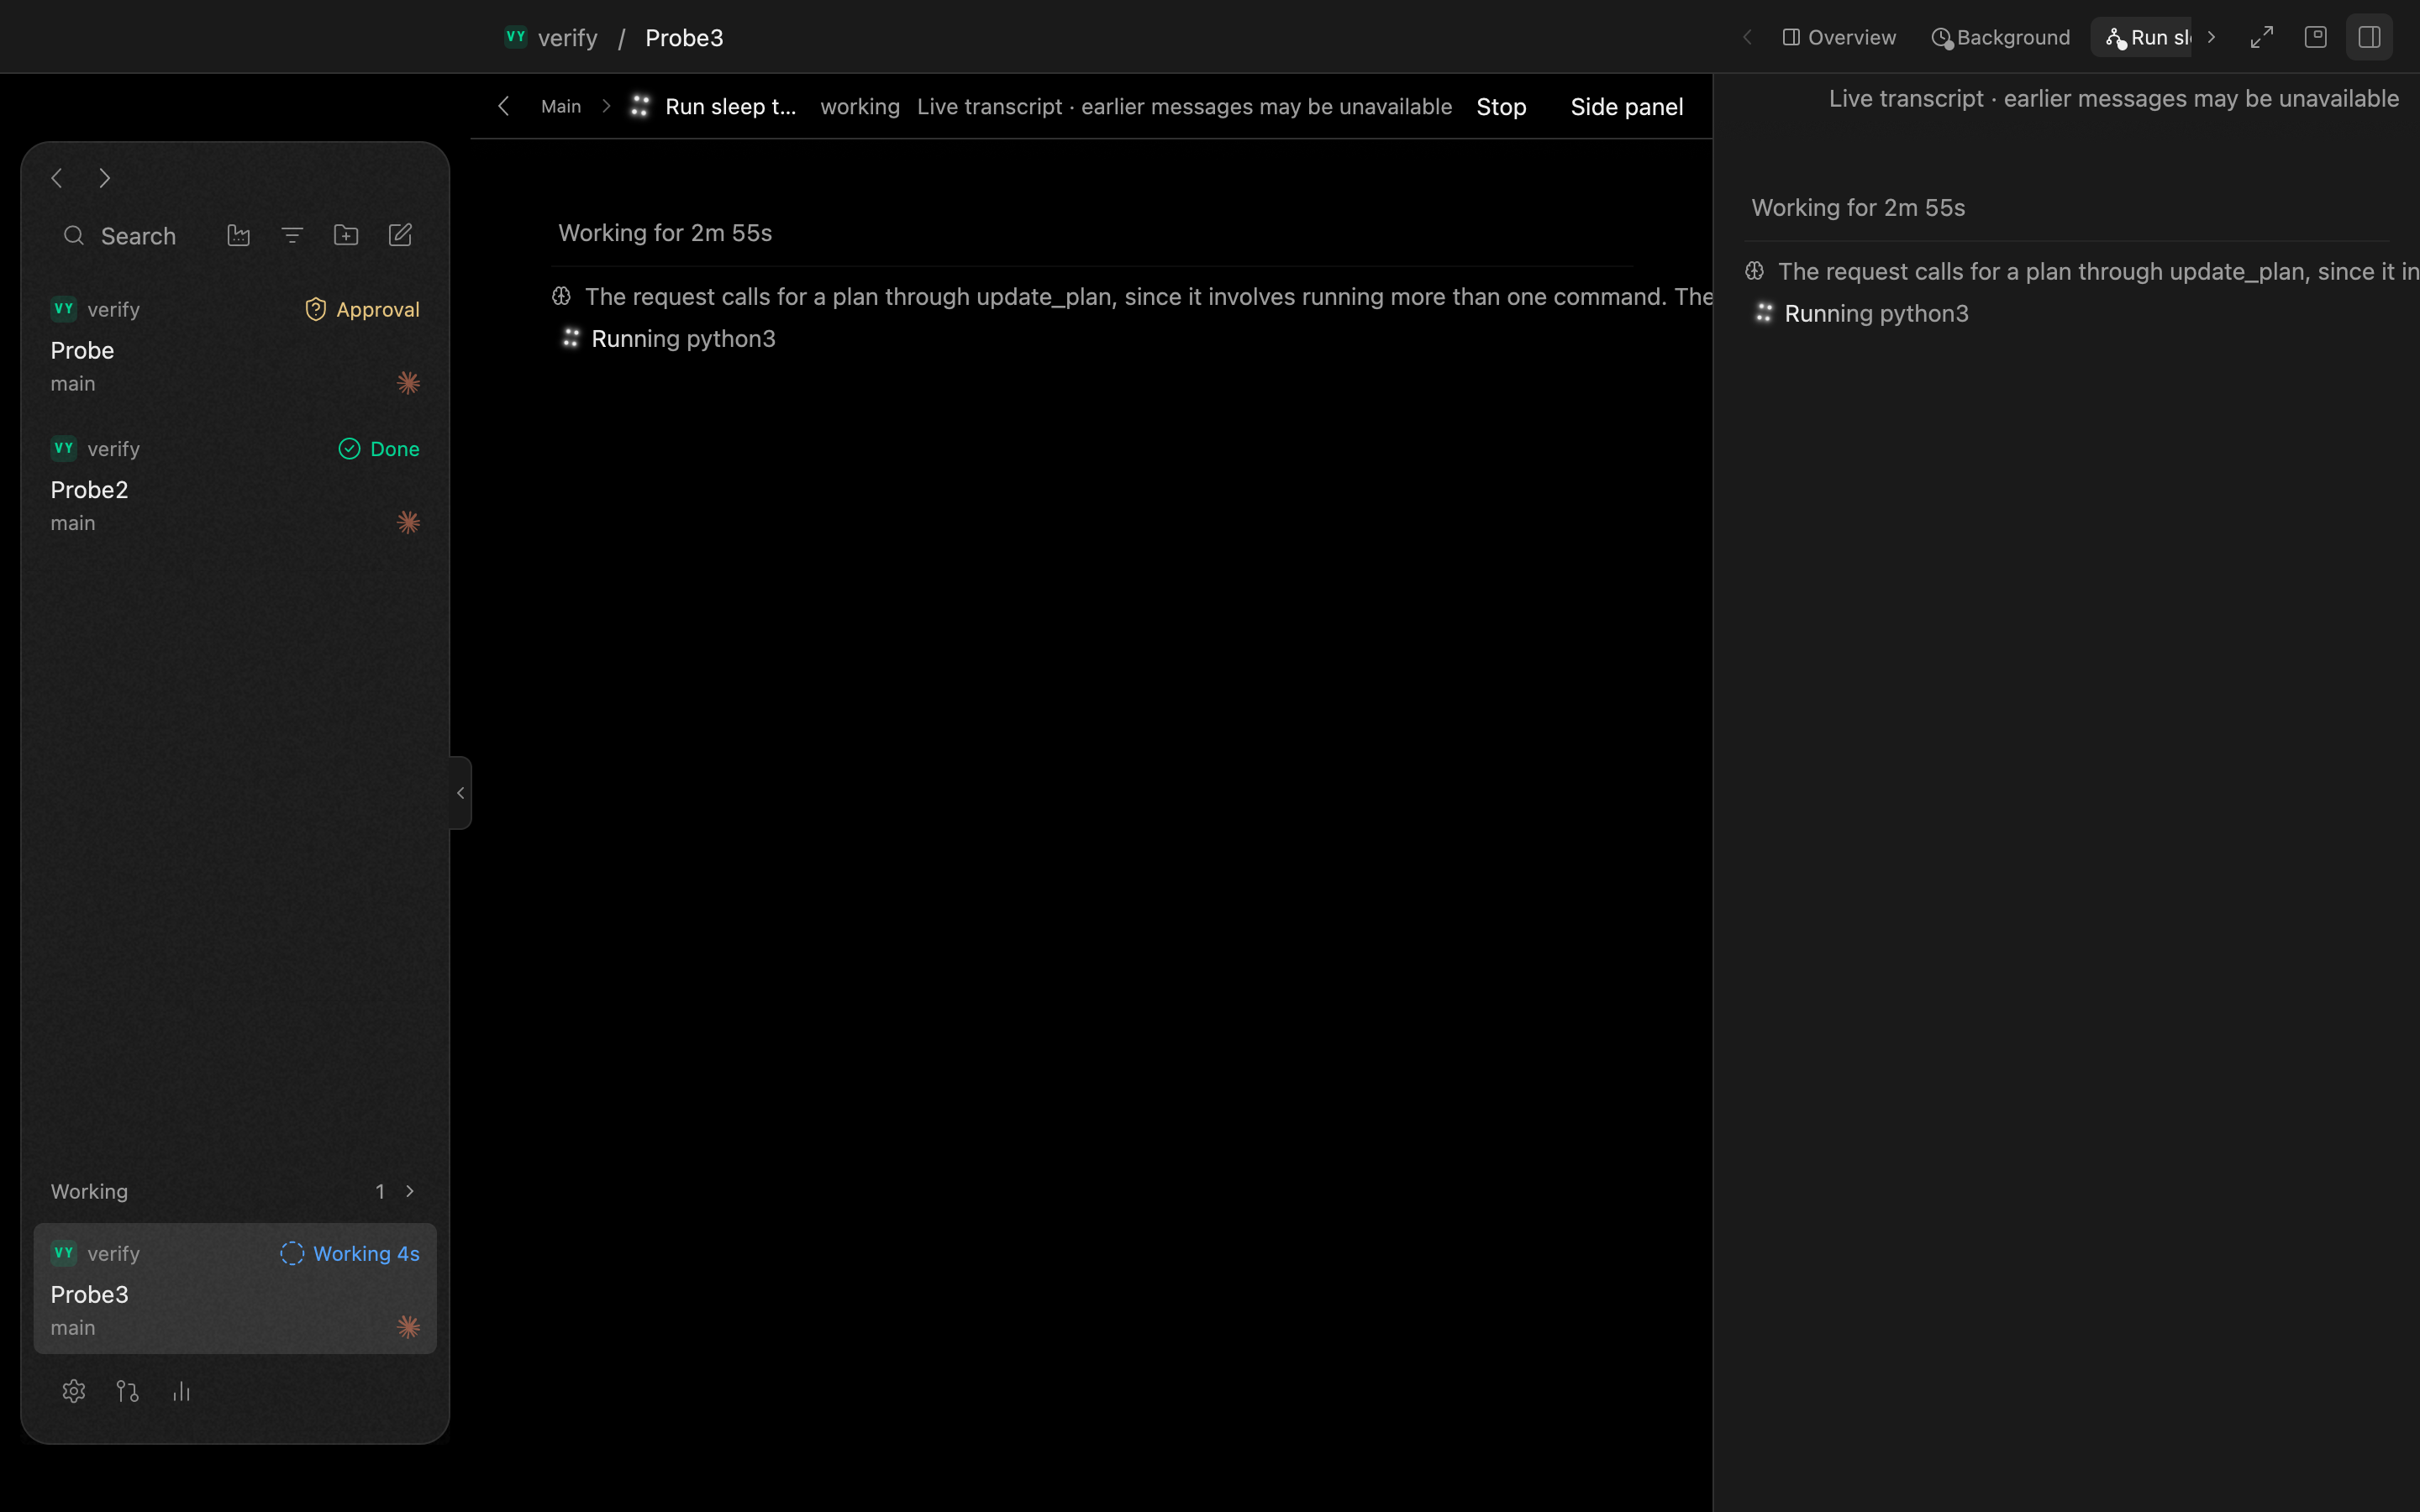 VY verify / Probe3
Overview
Background
Run sl
Main
Run sleep t...
working
Live transcript · earlier messages may be unavailable
Stop
Side panel
Live transcript · earlier messages may be unavailable
Search
VY verify
Approval
Probe
main
VY verify
Done
Probe2
main
Working
1
VY verify
Working 4s
Probe3
main
Working for 2m 55s
The request calls for a plan through update_plan, since it involves running more than one command. The
Running python3
Working for 2m 55s
The request calls for a plan through update_plan, since it in
Running python3